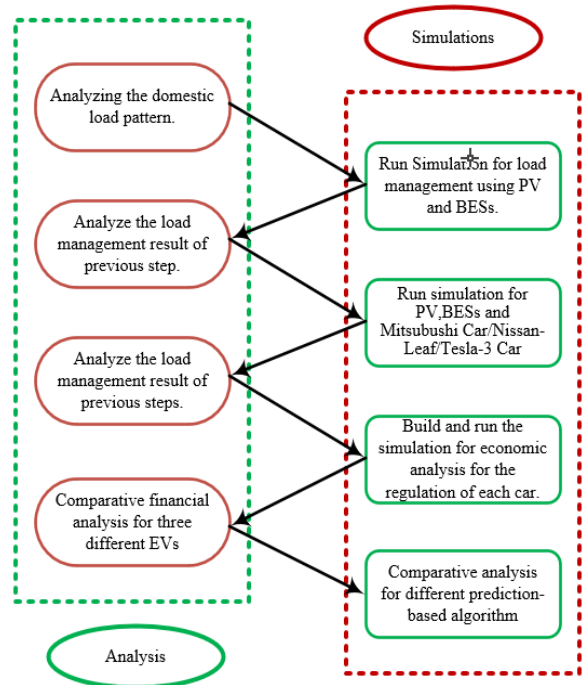 Simulations
Analyzing the domestic
load pattern.
Run Simulation for load
management using PV
and BESs.
Analyze the load
management result of
previous step.
Run simulation for
PV,BESs and
Mitsubushi Car/Nissan-
Leaf/Tesla-3 Car
Analyze the load
management result of
previous steps.
Build and run the
simulation for economic
analysis for the
regulation of each car.
Comparative financial
analysis for three
different EVs
Comparative analysis
for different prediction-
based algorithm
Analysis